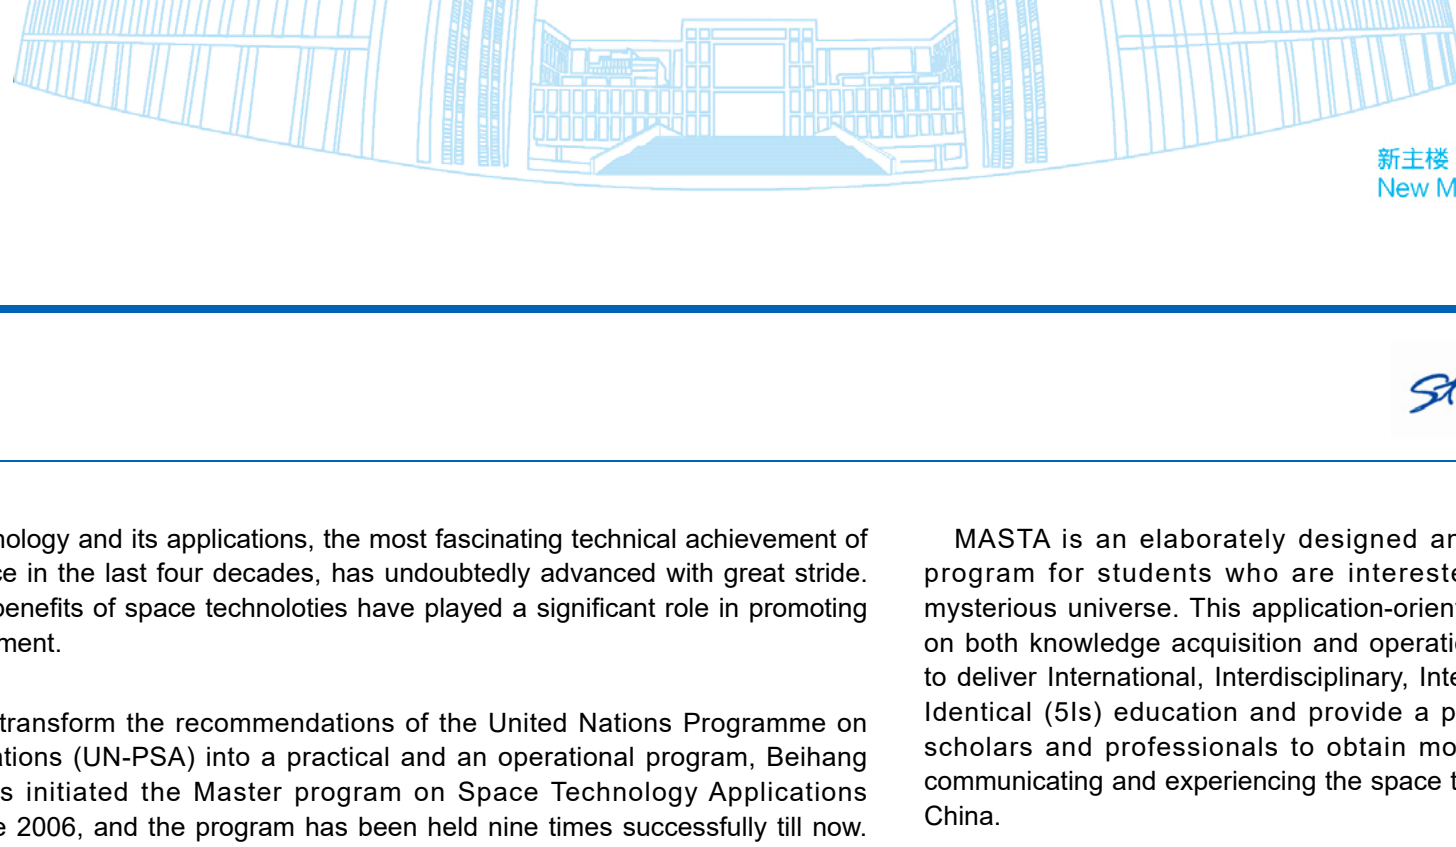 新主楼
New M
St
nology and its applications, the most fascinating technical achievement of
ce in the last four decades, has undoubtedly advanced with great stride.
benefits of space technoloties have played a significant role in promoting
ment.
transform the recommendations of the United Nations Programme on
ations (UN-PSA) into a practical and an operational program, Beihang
s initiated the Master program on Space Technology Applications
e 2006, and the program has been held nine times successfully till now.
MASTA is an elaborately designed an
program for students who are intereste
mysterious universe. This application-orient
on both knowledge acquisition and operatio
to deliver International, Interdisciplinary, Inte
Identical (5Is) education and provide a p
scholars and professionals to obtain mo
communicating and experiencing the space t
China.